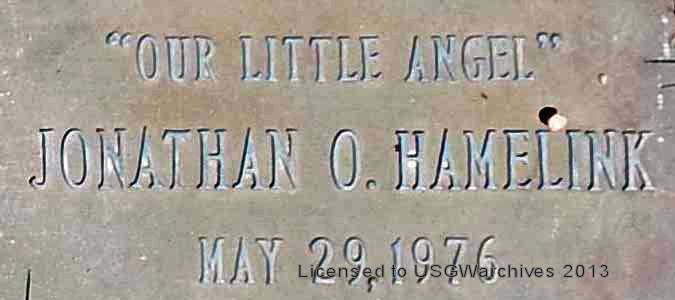 “OUR LITTLE ANGEL”
JONATHAN O. HAMELINK
MAY 29, 1976
Licensed to USGWarchives 2013